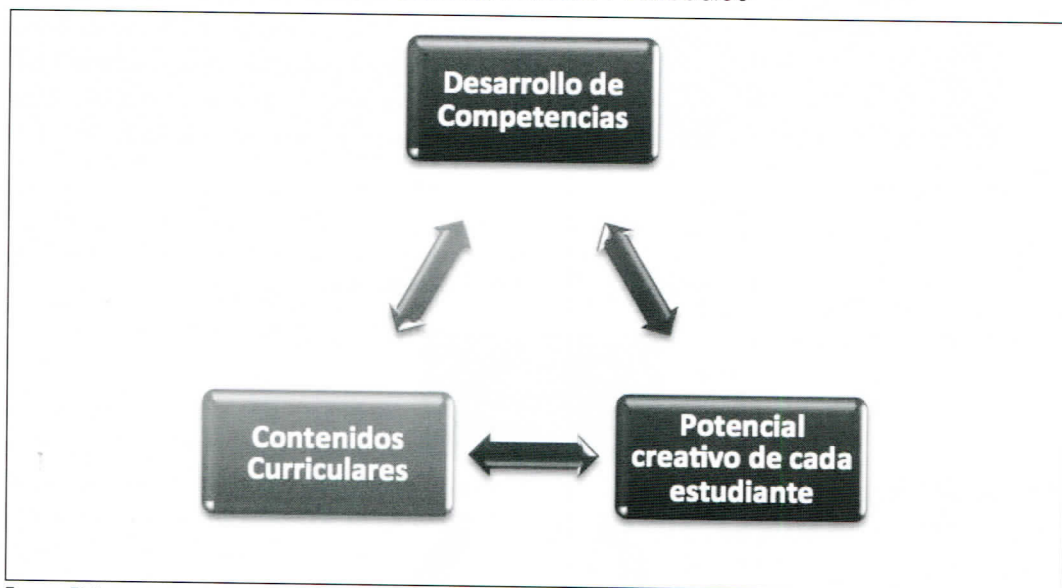 Desarrollo de
Competencias
Contenidos
Curriculares
Potencial
creativo de cada
estudiante